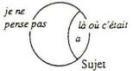 je ne
pense pas
là où c'était
a
Sujet